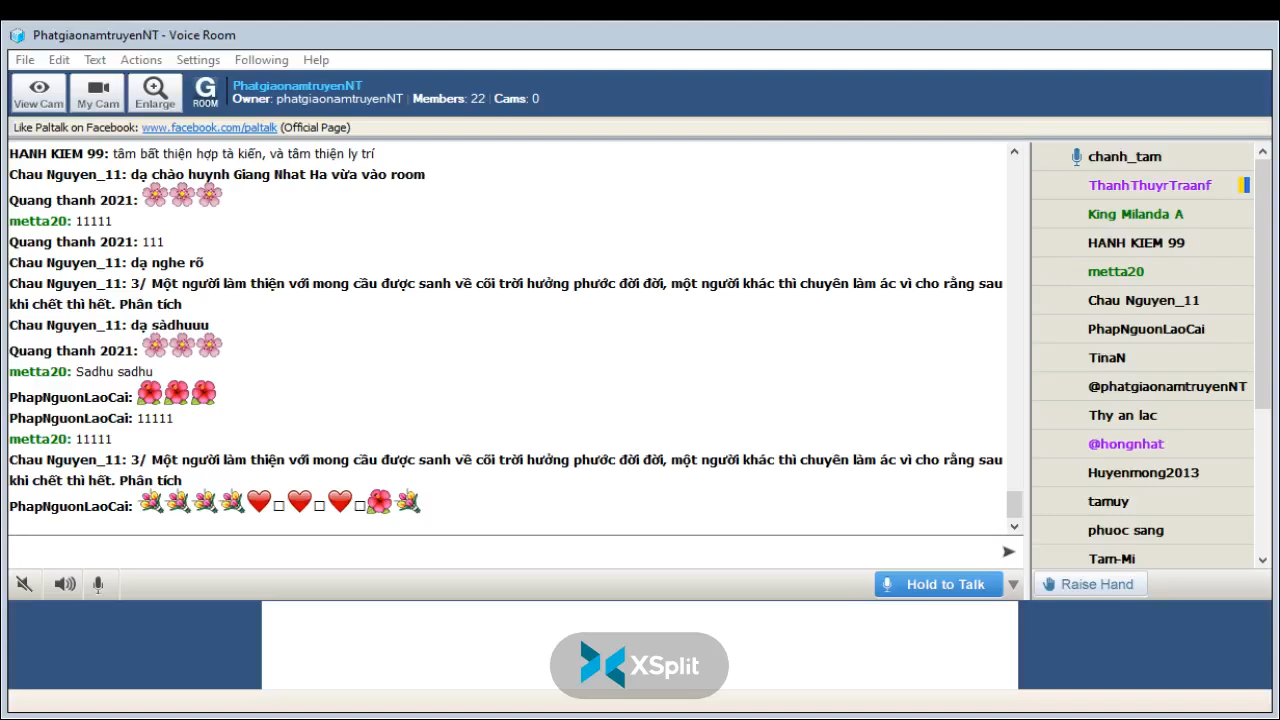 PhatgiaonamtruyenNT - Voice Room
File Edit Text Actions Settings Following Help
View Cam My Cam Enlarge G ROOM
PhatgiaonamtruyenNT
Owner: phatgiaonamtruyenNT | Members: 22 | Cams: 0
Like Paltalk on Facebook: www.facebook.com/paltalk (Official Page)
HANH KIEM 99: tâm bất thiện hợp tà kiến, và tâm thiện ly trí
Chau Nguyen_11: dạ chào huynh Giang Nhat Ha vừa vào room
Quang thanh 2021:
metta20: 11111
Quang thanh 2021: 111
Chau Nguyen_11: dạ nghe rõ
Chau Nguyen_11: 3/ Một người làm thiện với mong cầu được sanh về cõi trời hưởng phước đời đời, một người khác thì chuyên làm ác vì cho rằng sau
khi chết thì hết. Phân tích
Chau Nguyen_11: dạ sàdhuuu
Quang thanh 2021:
metta20: Sadhu sadhu
PhapNguonLaoCai:
PhapNguonLaoCai: 11111
metta20: 11111
Chau Nguyen_11: 3/ Một người làm thiện với mong cầu được sanh về cõi trời hưởng phước đời đời, một người khác thì chuyên làm ác vì cho rằng sau
khi chết thì hết. Phân tích
PhapNguonLaoCai:
chanh_tam
ThanhThuyrTraanf
King Milanda A
HANH KIEM 99
metta20
Chau Nguyen_11
PhapNguonLaoCai
TinaN
@phatgiaonamtruyenNT
Thy an lac
@hongnhat
Huyenmong2013
tamuy
phuoc sang
Tam-Mi
Hold to Talk
Raise Hand
XSplit